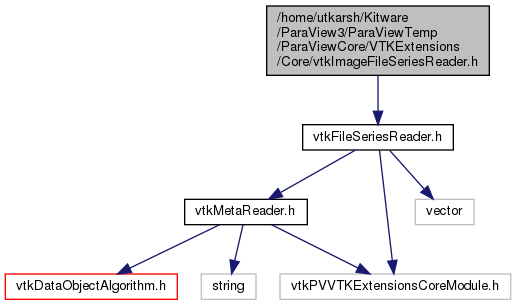 /home/utkarsh/Kitware
/ParaView3/ParaViewTemp
/ParaViewCore/VTKExtensions
/Core/vtkImageFileSeriesReader.h
vtkFileSeriesReader.h
vtkMetaReader.h
vector
vtkDataObjectAlgorithm.h
string
vtkPVVTKExtensionsCoreModule.h